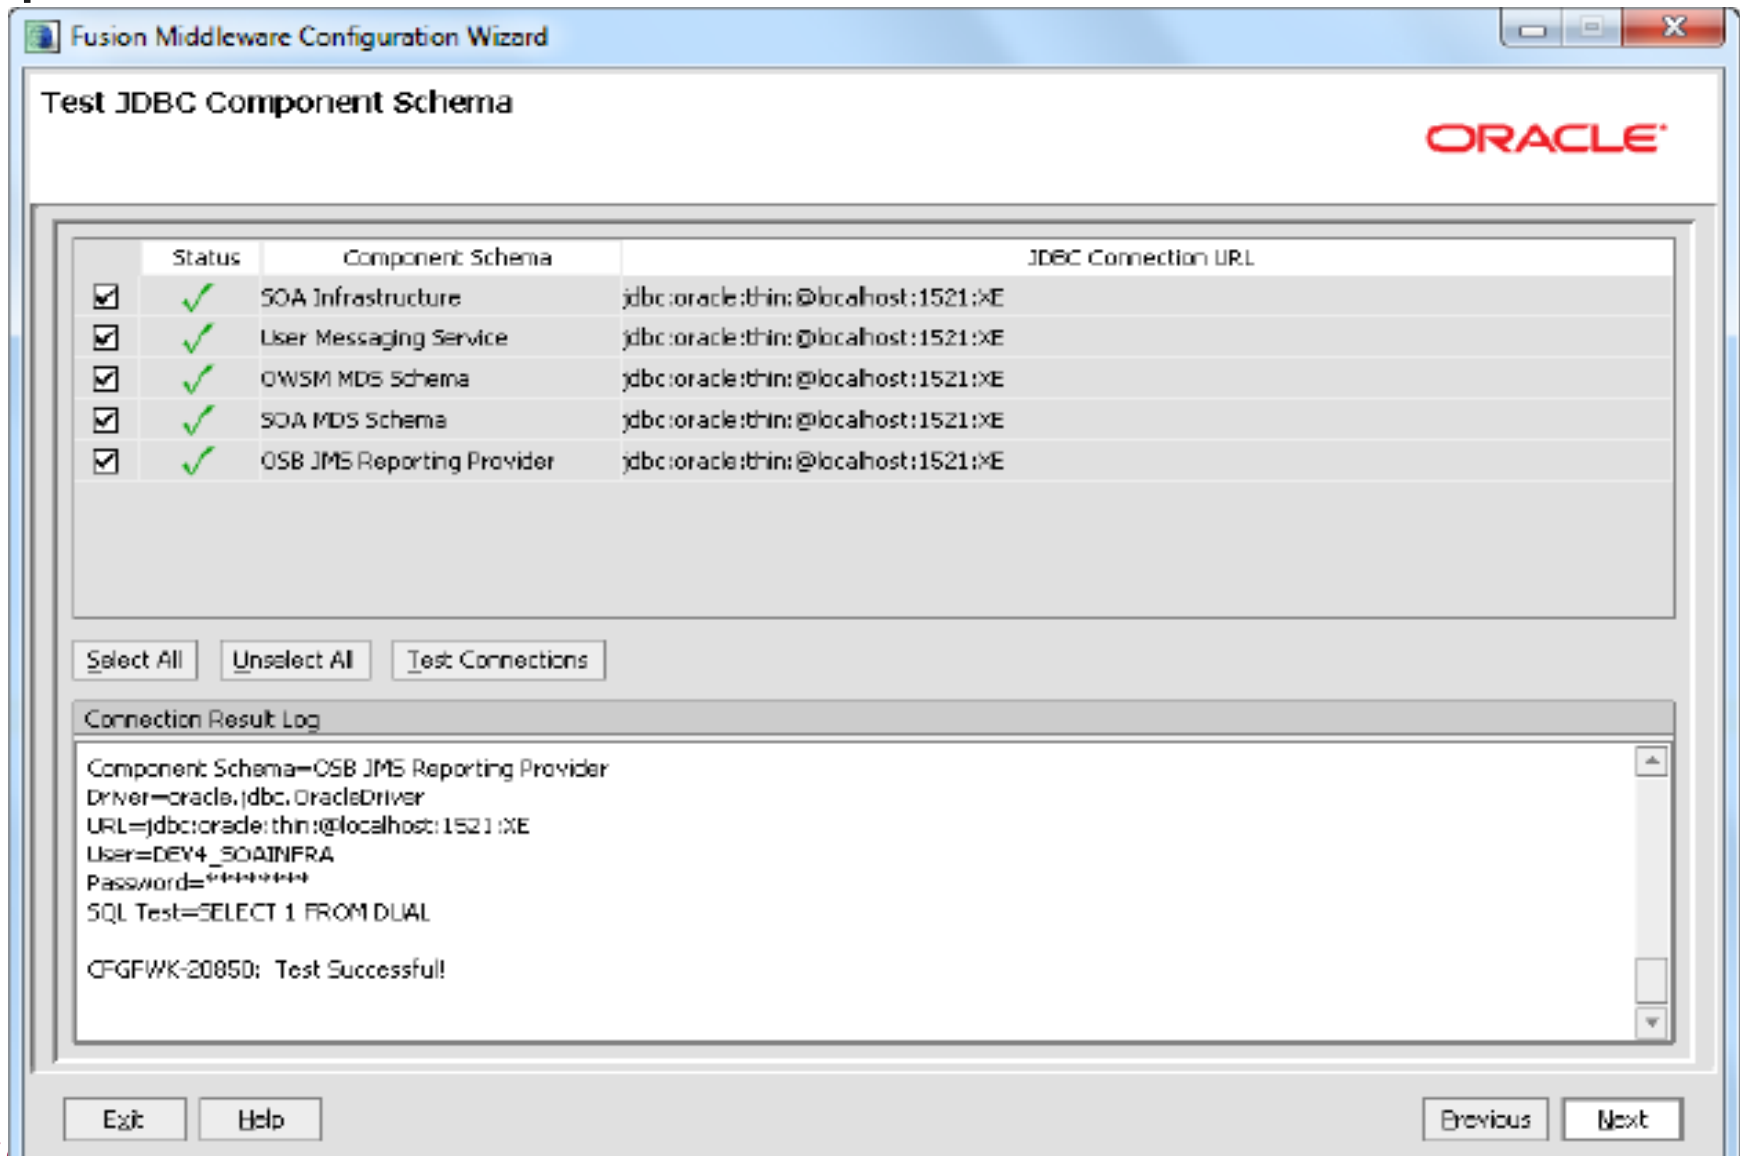 Fusion Middleware Configuration Wizard
Test JDBC Component Schema
ORACLE
Status Component Schema JDBC Connection URL
SOA Infrastructure jdbc:oracle:thin:@localhost:1521:XE
User Messaging Service jdbc:oracle:thin:@localhost:1521:XE
OWSM MDS Schema jdbc:oracle:thin:@localhost:1521:XE
SOA MDS Schema jdbc:oracle:thin:@localhost:1521:XE
OSB JMS Reporting Provider jdbc:oracle:thin:@localhost:1521:XE
Select All Unselect All Test Connections
Connection Result Log
Component Schema=OSB JMS Reporting Provider
Driver=oracle.jdbc.OracleDriver
URL=jdbc:oracle:thin:@localhost:1521:XE
User=DEV4_SOAINFRA
Password=*********
SQL Test=SELECT 1 FROM DUAL
CFGFWK-20850: Test Successful!
Exit Help Previous Next